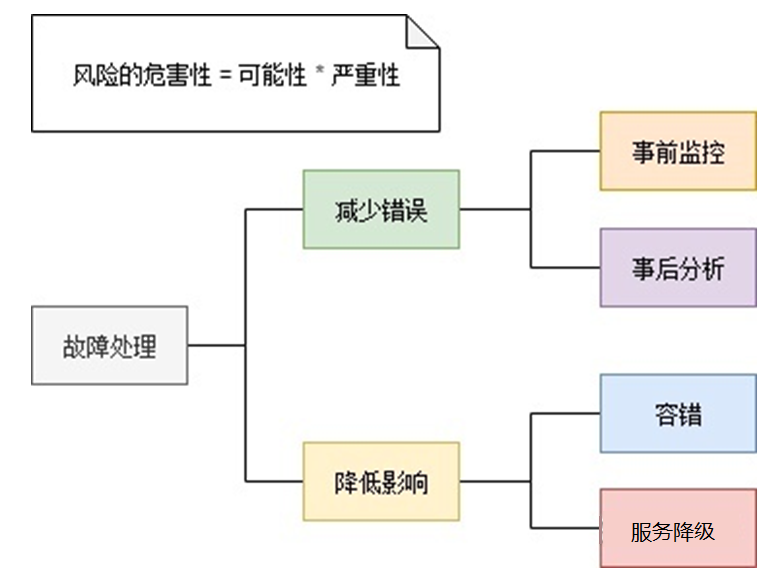 风险的危害性 = 可能性 * 严重性
事前监控
减少错误
事后分析
故障处理
容错
降低影响
服务降级